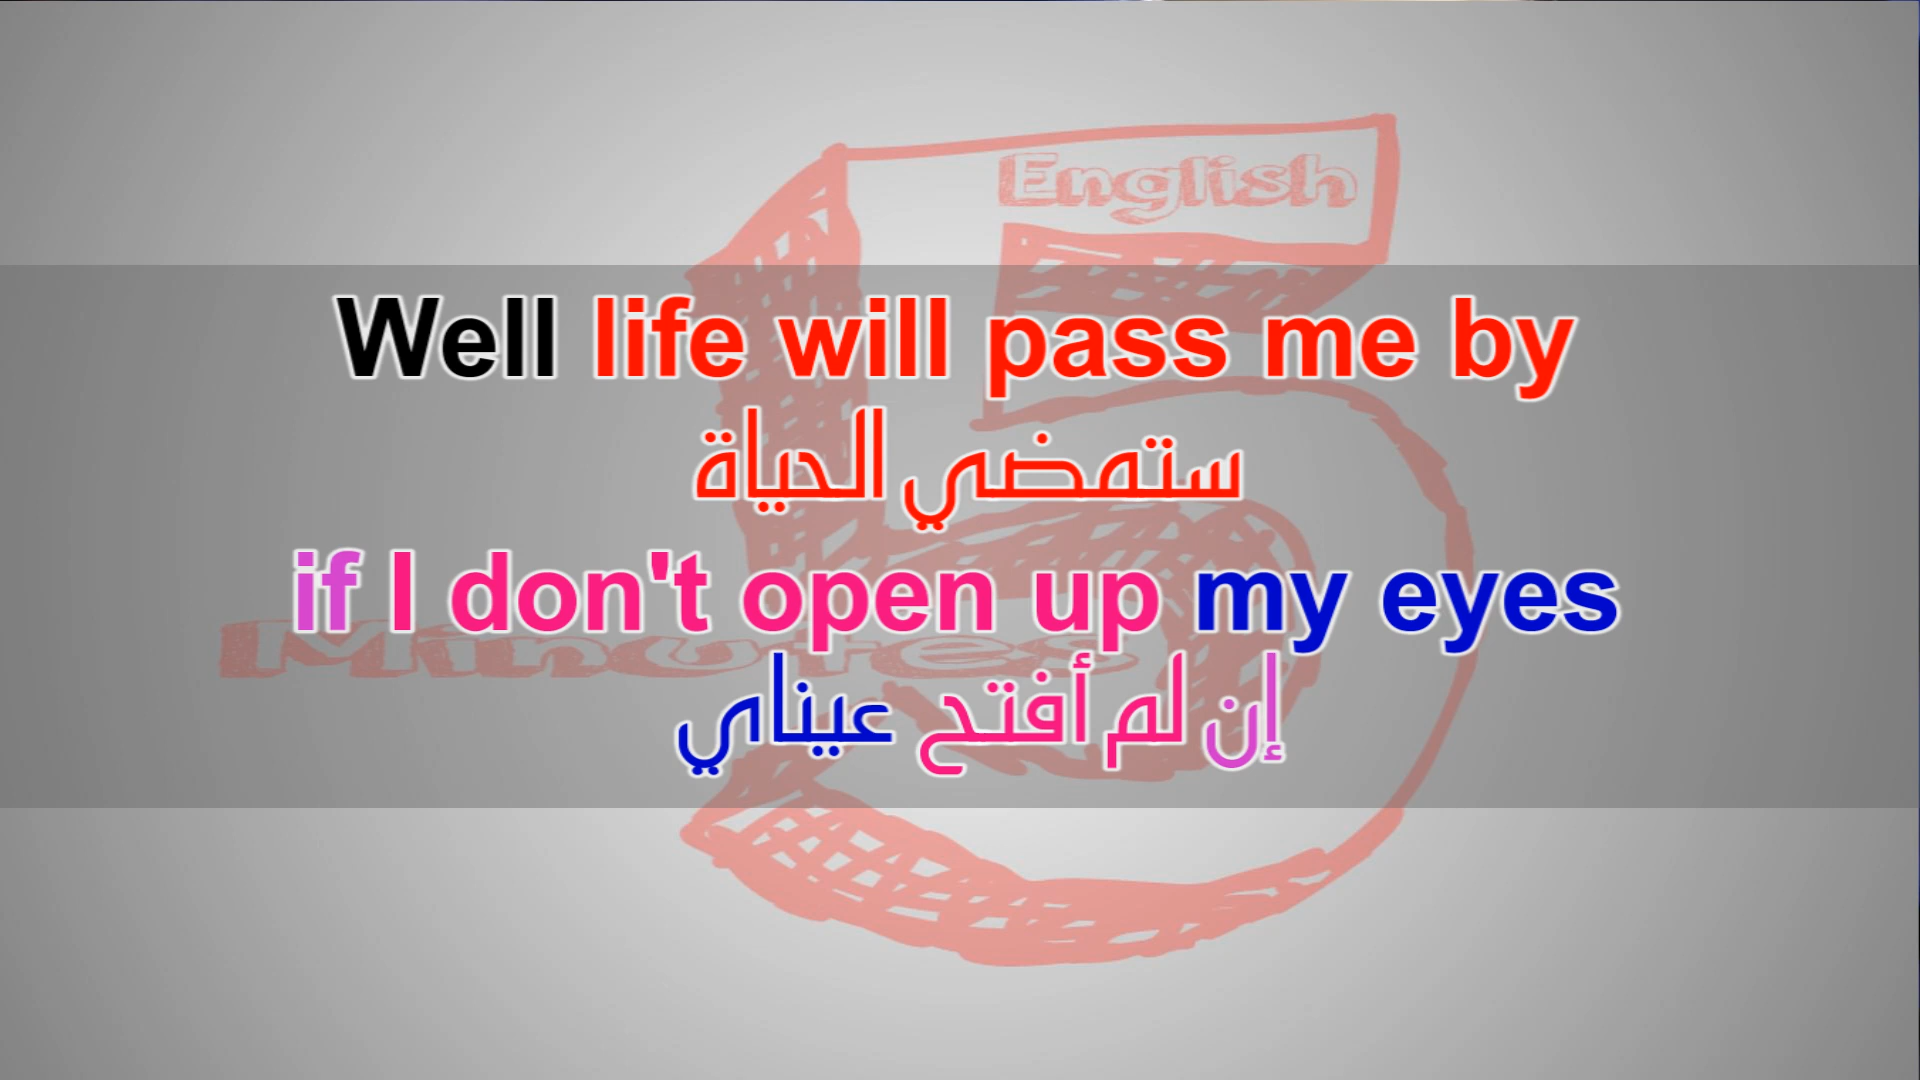 English
Well life will pass me by
ستمضي الحياة
if I don't open up my eyes
Minutes
إن لم أفتح عيناي